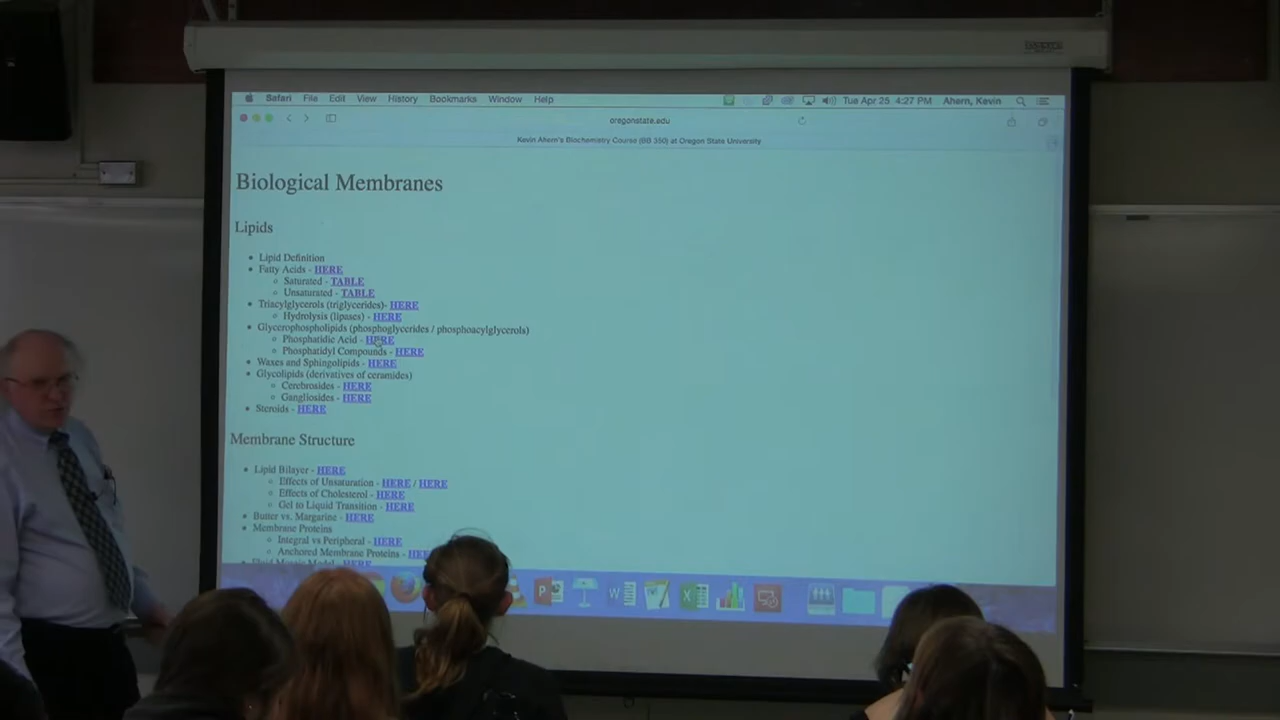 Safari File Edit View History Bookmarks Window Help Tue Apr 25 4:27 PM Ahern, Kevin
oregonstate.edu
Kevin Ahern's Biochemistry Course (BB 350) at Oregon State University
Biological Membranes
Lipids
Lipid Definition
Fatty Acids - HERE
Saturated - TABLE
Unsaturated - TABLE
Triacylglycerols (triglycerides)- HERE
Hydrolysis (lipases) - HERE
Glycerophospholipids (phosphoglycerides / phosphoacylglycerols)
Phosphatidic Acid - HERE
Phosphatidyl Compounds - HERE
Waxes and Sphingolipids - HERE
Glycolipids (derivatives of ceramides)
Cerebrosides - HERE
Gangliosides - HERE
Steroids - HERE
Membrane Structure
Lipid Bilayer - HERE
Effects of Unsaturation - HERE / HERE
Effects of Cholesterol - HERE
Gel to Liquid Transition - HERE
Butter vs. Margarine - HERE
Membrane Proteins
Integral vs Peripheral - HERE
Anchored Membrane Proteins -